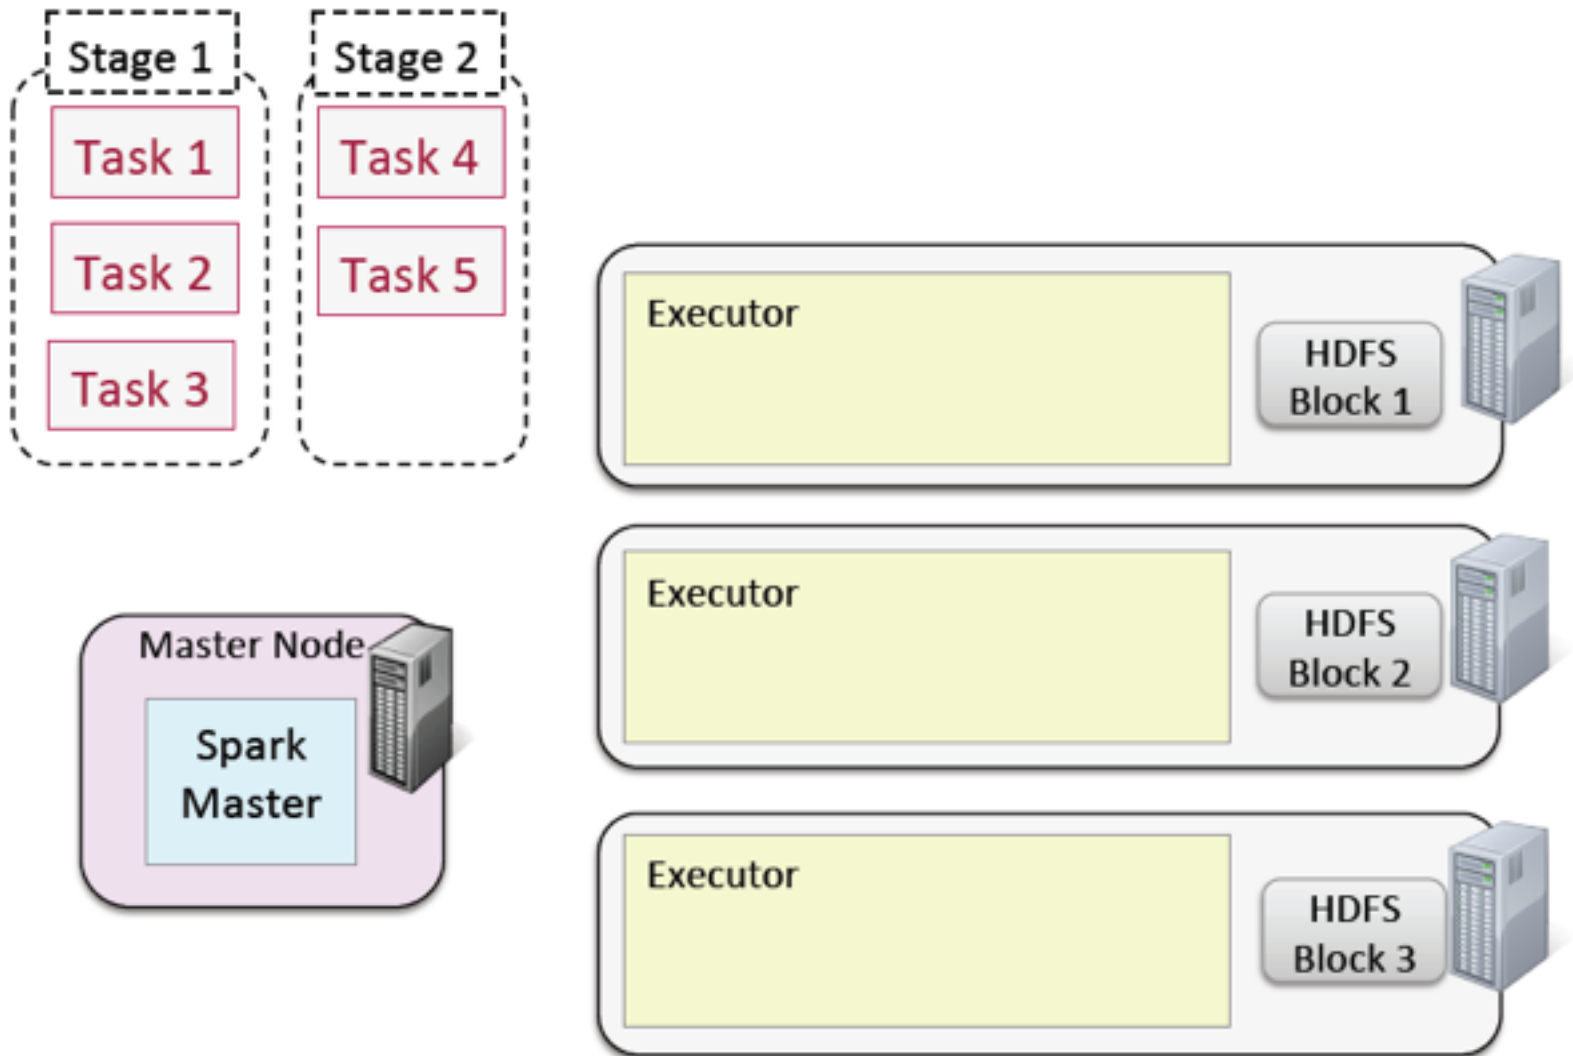 Stage 1
Task 1
Task 2
Task 3
Stage 2
Task 4
Task 5
Master Node
Spark
Master
Executor
HDFS
Block 1
Executor
HDFS
Block 2
Executor
HDFS
Block 3